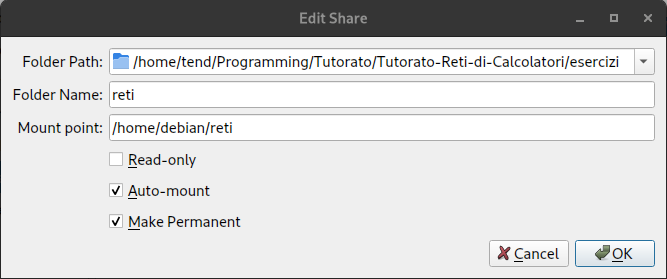 Edit Share
Folder Path: /home/tend/Programming/Tutorato/Tutorato-Reti-di-Calcolatori/esercizi
Folder Name: reti
Mount point: /home/debian/reti
Read-only
Auto-mount
Make Permanent
Cancel OK